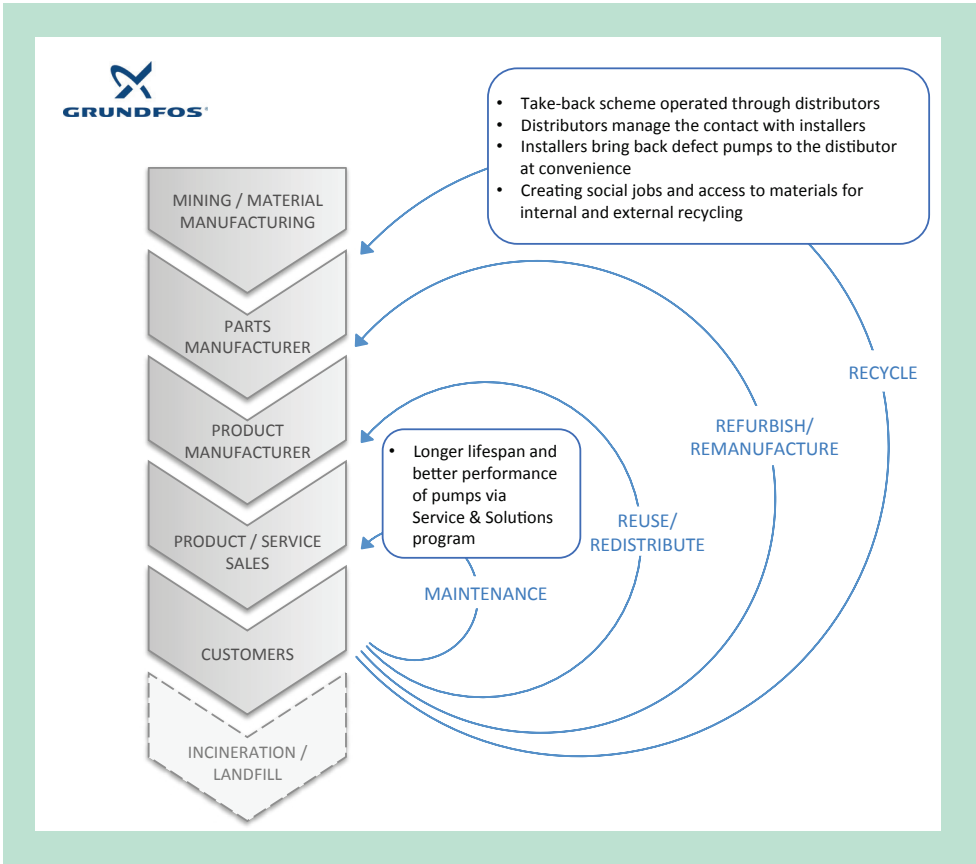 GRUNDFOS
• Take-back scheme operated through distributors
• Distributors manage the contact with installers
• Installers bring back defect pumps to the distibutor
at convenience
• Creating social jobs and access to materials for
internal and external recycling
MINING / MATERIAL
MANUFACTURING
PARTS
MANUFACTURER
PRODUCT
MANUFACTURER
PRODUCT / SERVICE
SALES
CUSTOMERS
INCINERATION /
LANDFILL
• Longer lifespan and
better performance
of pumps via
Service & Solutions
program
MAINTENANCE
REUSE/
REDISTRIBUTE
REFURBISH/
REMANUFACTURE
RECYCLE